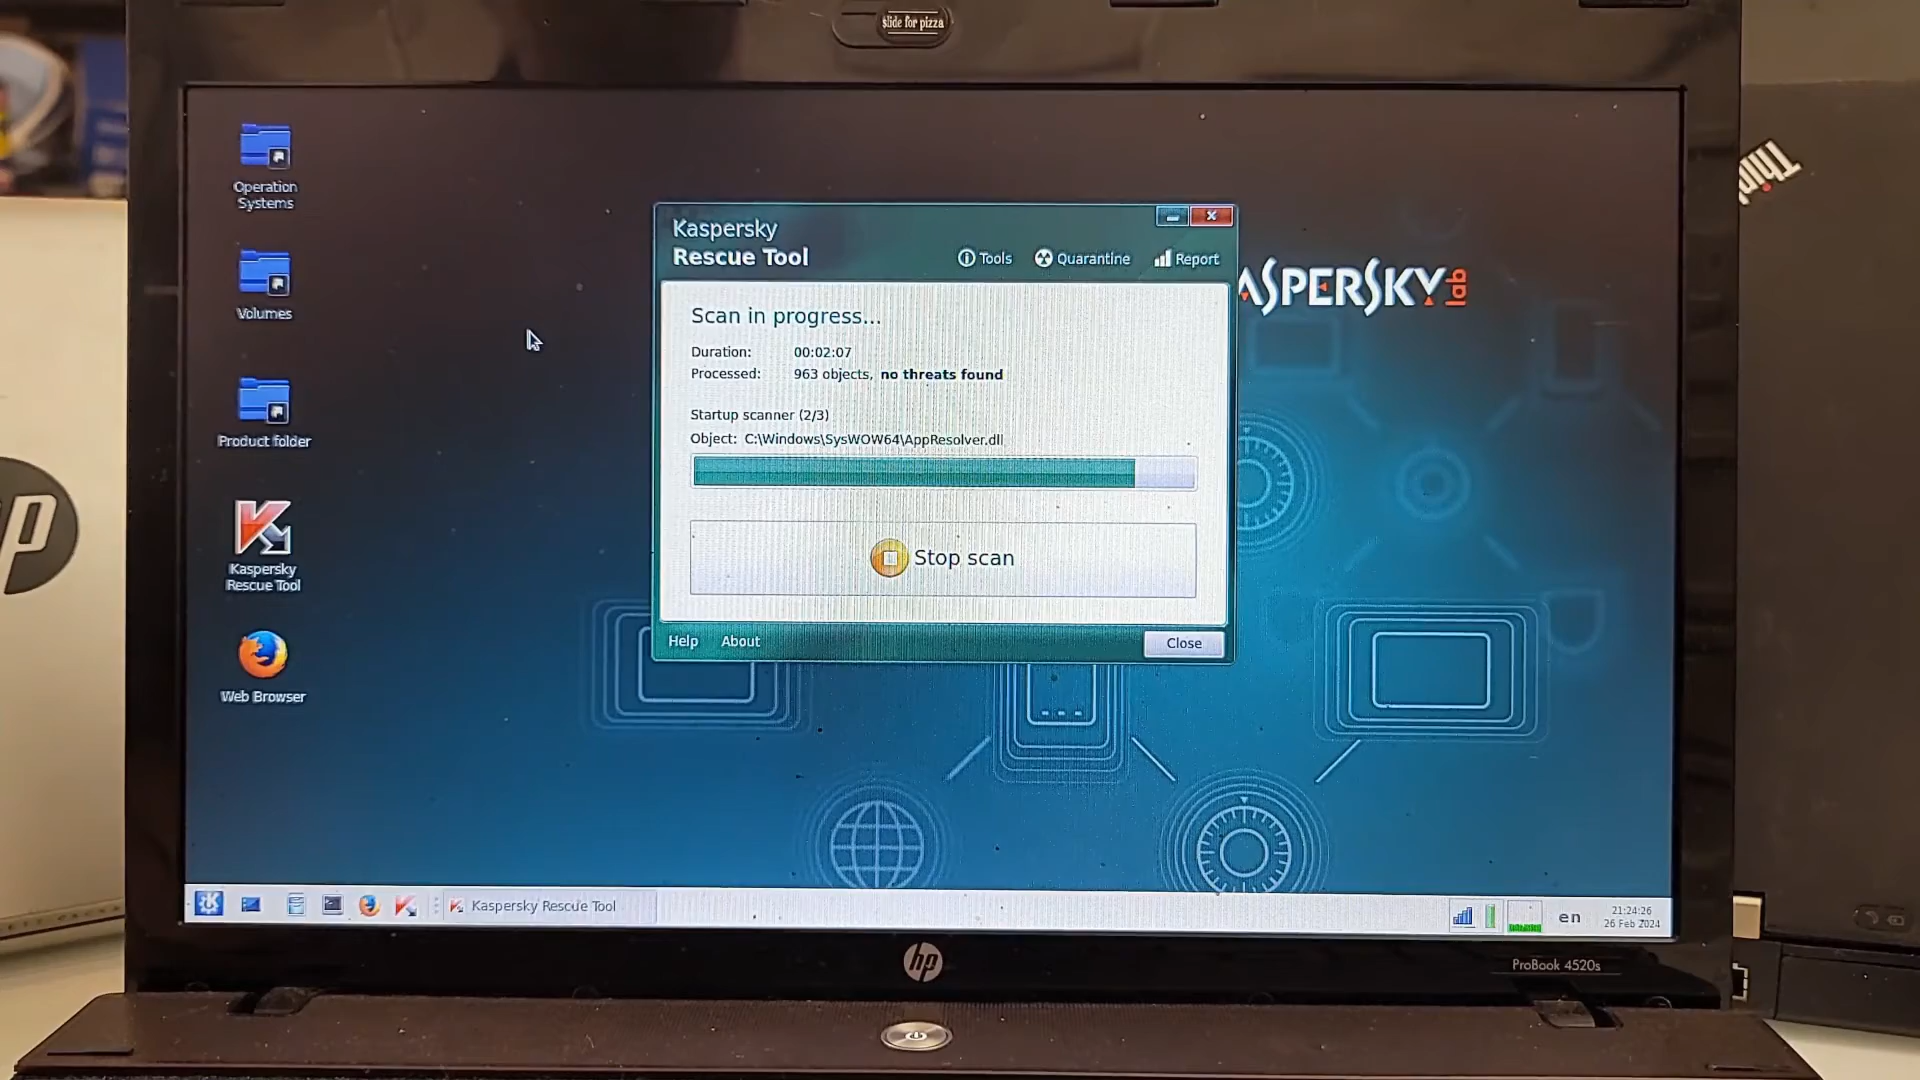 slide for pizza
Operation
Systems
Volumes
Product folder
Kaspersky
Rescue Tool
Web Browser
Kaspersky
Rescue Tool
Tools
Quarantine
Report
Scan in progress...
Duration: 00:02:07
Processed: 963 objects, no threats found
Startup scanner (2/3)
Object: C:\Windows\SysWOW64\AppResolver.dll
Stop scan
Help
About
Close
ASPERSKY lab
Thin
Kaspersky Rescue Tool
en
21:24:26
26 Feb 2024
hp
ProBook 4520s
p